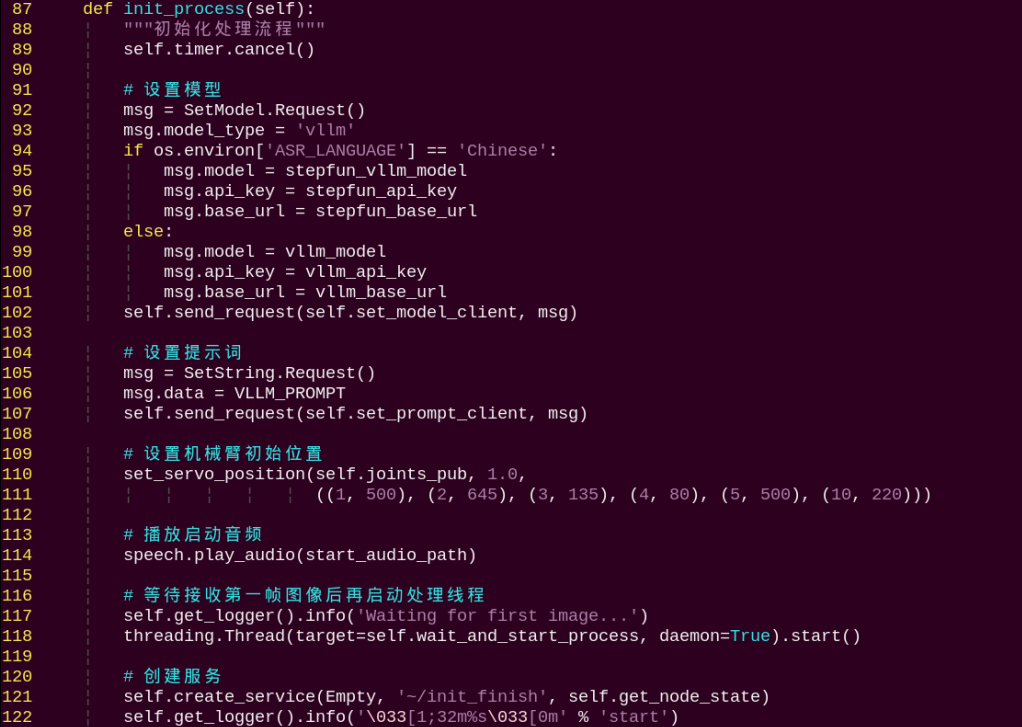 87     def init_process(self):
88         """初始化处理流程"""
89         self.timer.cancel()
90
91         # 设置模型
92         msg = SetModel.Request()
93         msg.model_type = 'vllm'
94         if os.environ['ASR_LANGUAGE'] == 'Chinese':
95             msg.model = stepfun_vllm_model
96             msg.api_key = stepfun_api_key
97             msg.base_url = stepfun_base_url
98         else:
99             msg.model = vllm_model
100             msg.api_key = vllm_api_key
101             msg.base_url = vllm_base_url
102         self.send_request(self.set_model_client, msg)
103
104         # 设置提示词
105         msg = SetString.Request()
106         msg.data = VLLM_PROMPT
107         self.send_request(self.set_prompt_client, msg)
108
109         # 设置机械臂初始位置
110         set_servo_position(self.joints_pub, 1.0,
111                            ((1, 500), (2, 645), (3, 135), (4, 80), (5, 500), (10, 220)))
112
113         # 播放启动音频
114         speech.play_audio(start_audio_path)
115
116         # 等待接收第一帧图像后再启动处理线程
117         self.get_logger().info('Waiting for first image...')
118         threading.Thread(target=self.wait_and_start_process, daemon=True).start()
119
120         # 创建服务
121         self.create_service(Empty, '~/init_finish', self.get_node_state)
122         self.get_logger().info('\033[1;32m%s\033[0m' % 'start')